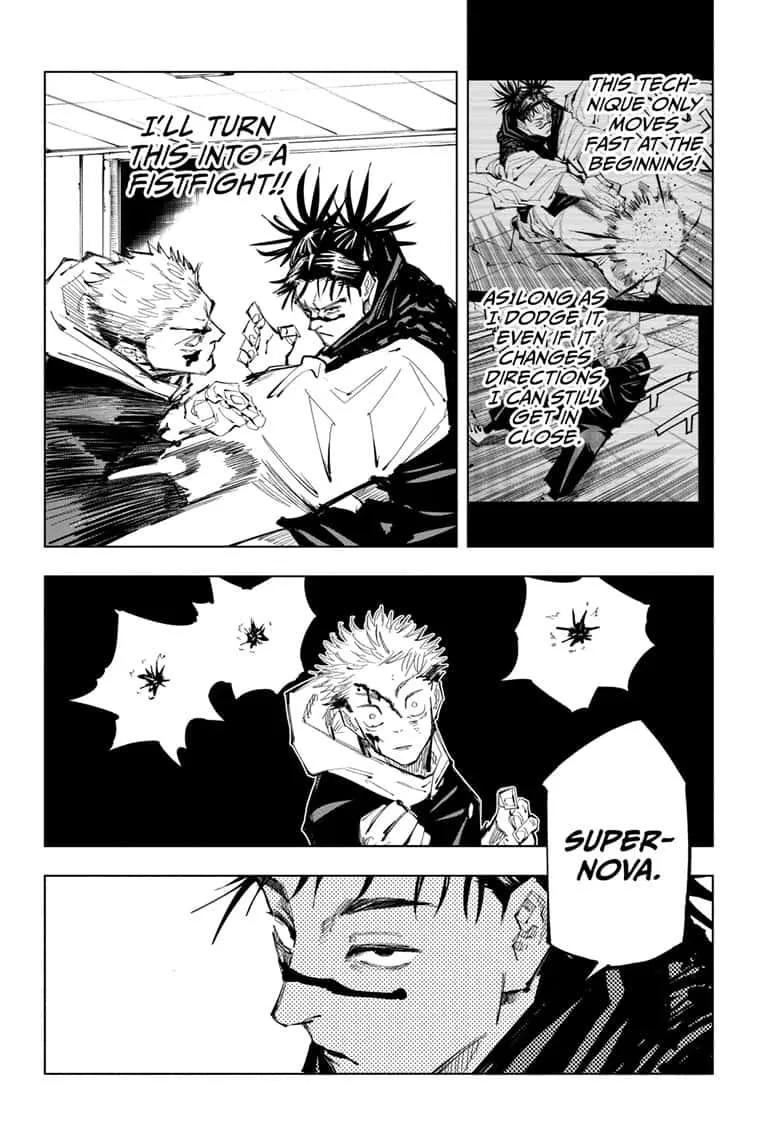 THIS TECH-
NIQUE ONLY
MOVES
FAST AT THE
BEGINNING!
AS LONG AS
I DODGE IT,
EVEN IF IT
CHANGES
DIRECTIONS,
I CAN STILL
GET IN
CLOSE.
I'LL TURN
THIS INTO A
FISTFIGHT!!
SUPER-
NOVA.